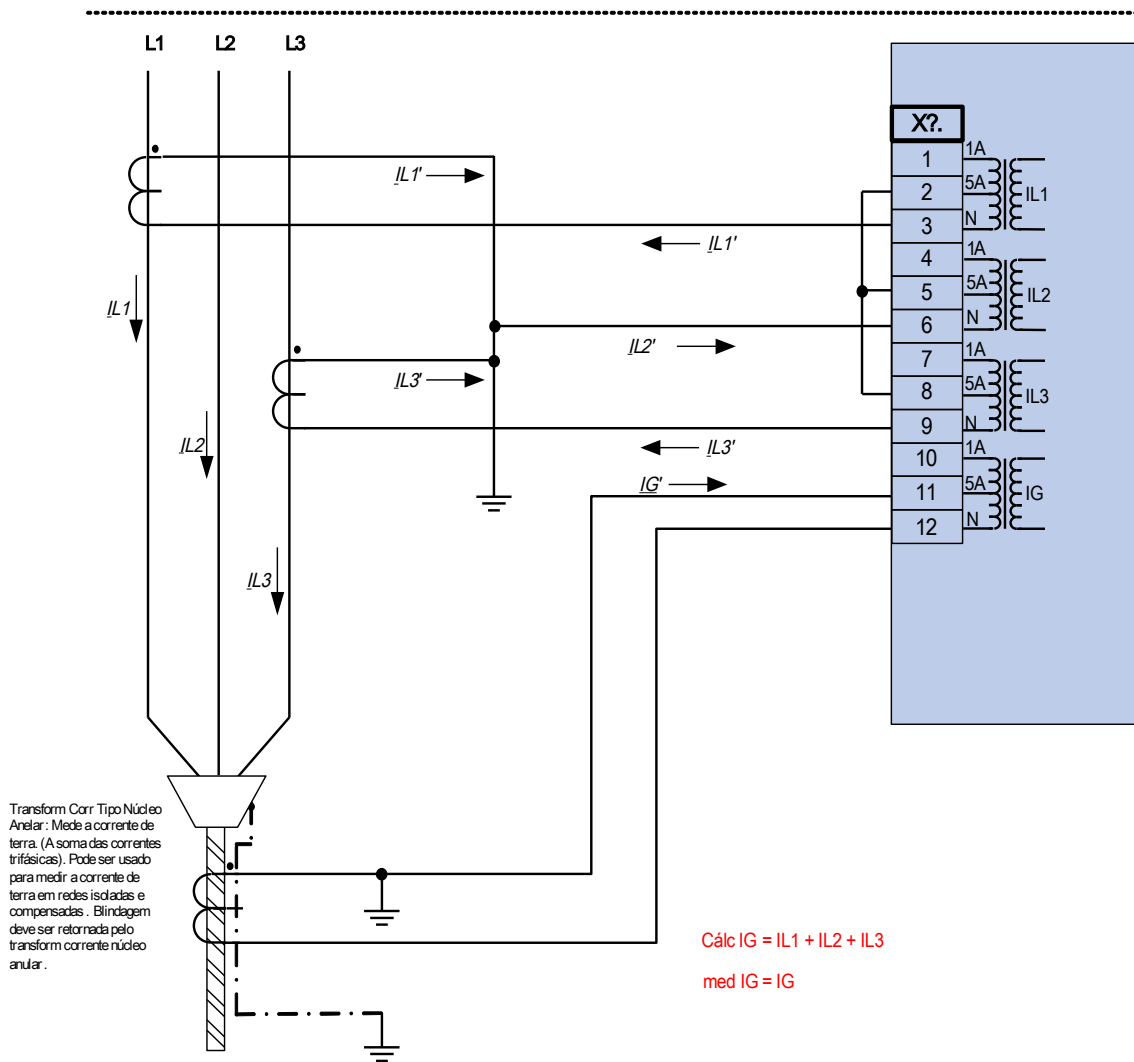 L1 L2 L3
X?.
1 1A
2 5A IL1
3 N
4 1A
5 5A IL2
6 N
7 1A
8 5A IL3
9 N
10 1A
11 5A IG
12 N
IL1'
IL1'
IL1
IL2'
IL3'
IL2
IL3'
IG'
IL3
Transform Corr Tipo Núcleo
Anelar: Mede a corrente de
terra. (A soma das correntes
trifásicas). Pode ser usado
para medir a corrente de
terra em redes isoladas e
compensadas. Blindagem
deve ser retornada pelo
transform corrente núcleo
anular.
Cálc IG = IL1 + IL2 + IL3
med IG = IG